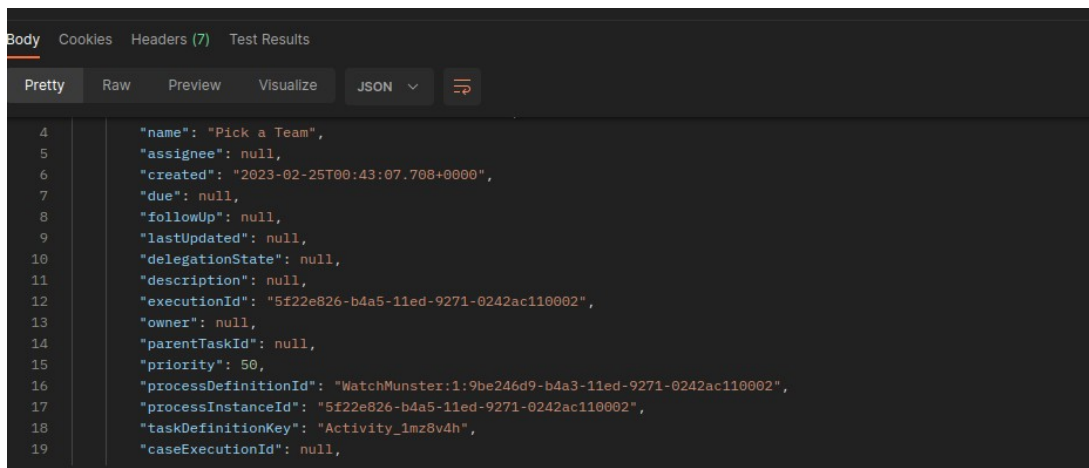 Body Cookies Headers (7) Test Results
Pretty Raw Preview Visualize JSON
4 "name": "Pick a Team",
5 "assignee": null,
6 "created": "2023-02-25T00:43:07.708+0000",
7 "due": null,
8 "followUp": null,
9 "lastUpdated": null,
10 "delegationState": null,
11 "description": null,
12 "executionId": "5f22e826-b4a5-11ed-9271-0242ac110002",
13 "owner": null,
14 "parentTaskId": null,
15 "priority": 50,
16 "processDefinitionId": "WatchMunster:1:9be246d9-b4a3-11ed-9271-0242ac110002",
17 "processInstanceId": "5f22e826-b4a5-11ed-9271-0242ac110002",
18 "taskDefinitionKey": "Activity_1mz8v4h",
19 "caseExecutionId": null,